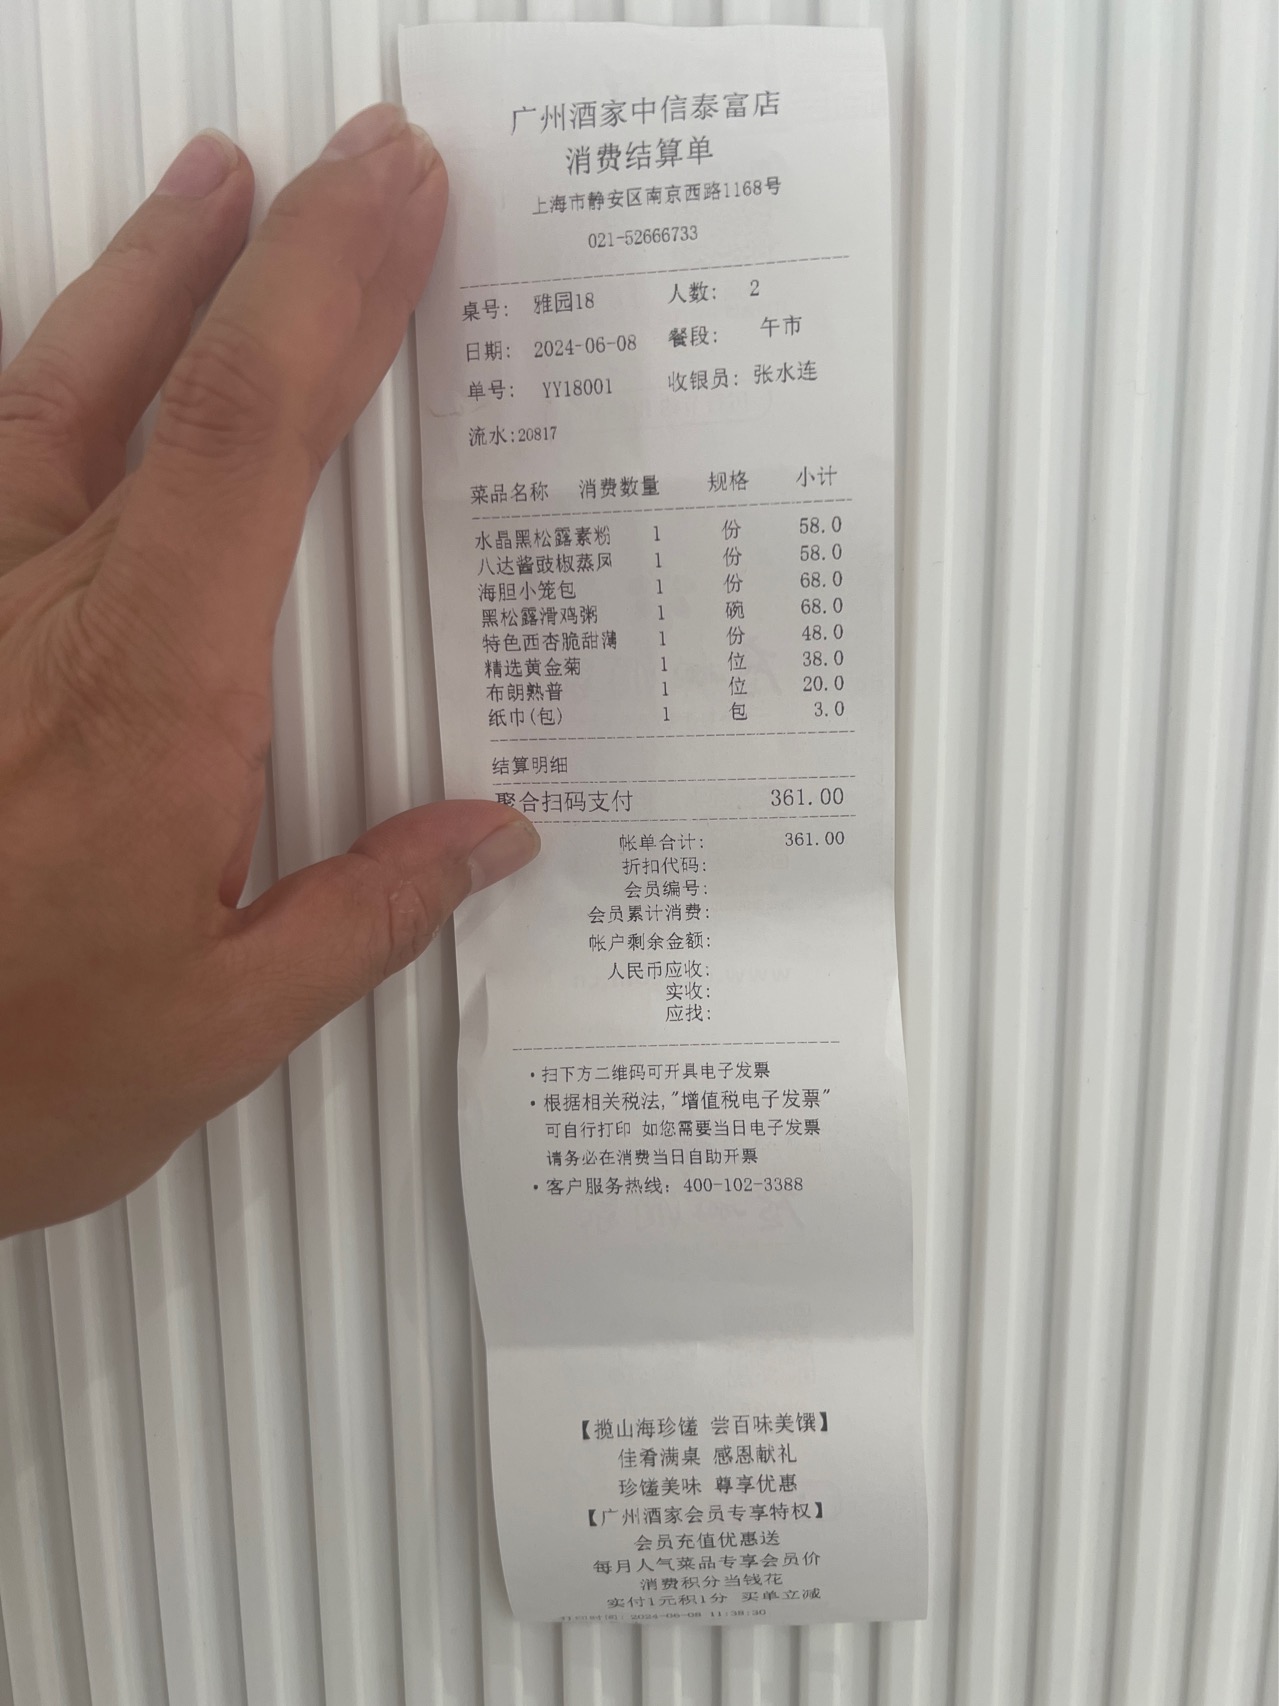 广州酒家中信泰富店
消费结算单
上海市静安区南京西路1168号
021-52666733
桌号: 雅园18 人数: 2
日期: 2024-06-08 餐段: 午市
单号: YY18001 收银员: 张水连
流水:20817
菜品名称 消费数量 规格 小计
水晶黑松露素粉 1 份 58.0
八达酱豉椒蒸凤 1 份 58.0
海胆小笼包 1 份 68.0
黑松露滑鸡粥 1 碗 68.0
特色西杏脆甜薄 1 份 48.0
精选黄金菊 1 位 38.0
布朗熟普 1 位 20.0
纸巾(包) 1 包 3.0
结算明细
聚合扫码支付 361.00
帐单合计: 361.00
折扣代码:
会员编号:
会员累计消费:
帐户剩余金额:
人民币应收:
实收:
应找:
·扫下方二维码可开具电子发票
·根据相关税法,"增值税电子发票"
可自行打印 如您需要当日电子发票
请务必在消费当日自助开票
·客户服务热线: 400-102-3388
【揽山海珍馐 尝百味美馔】
佳肴满桌 感恩献礼
珍馐美味 尊享优惠
【广州酒家会员专享特权】
会员充值优惠送
每月人气菜品专享会员价
消费积分当钱花
实付1元积1分 买单立减
打印时间: 2024-06-08 11:38:30